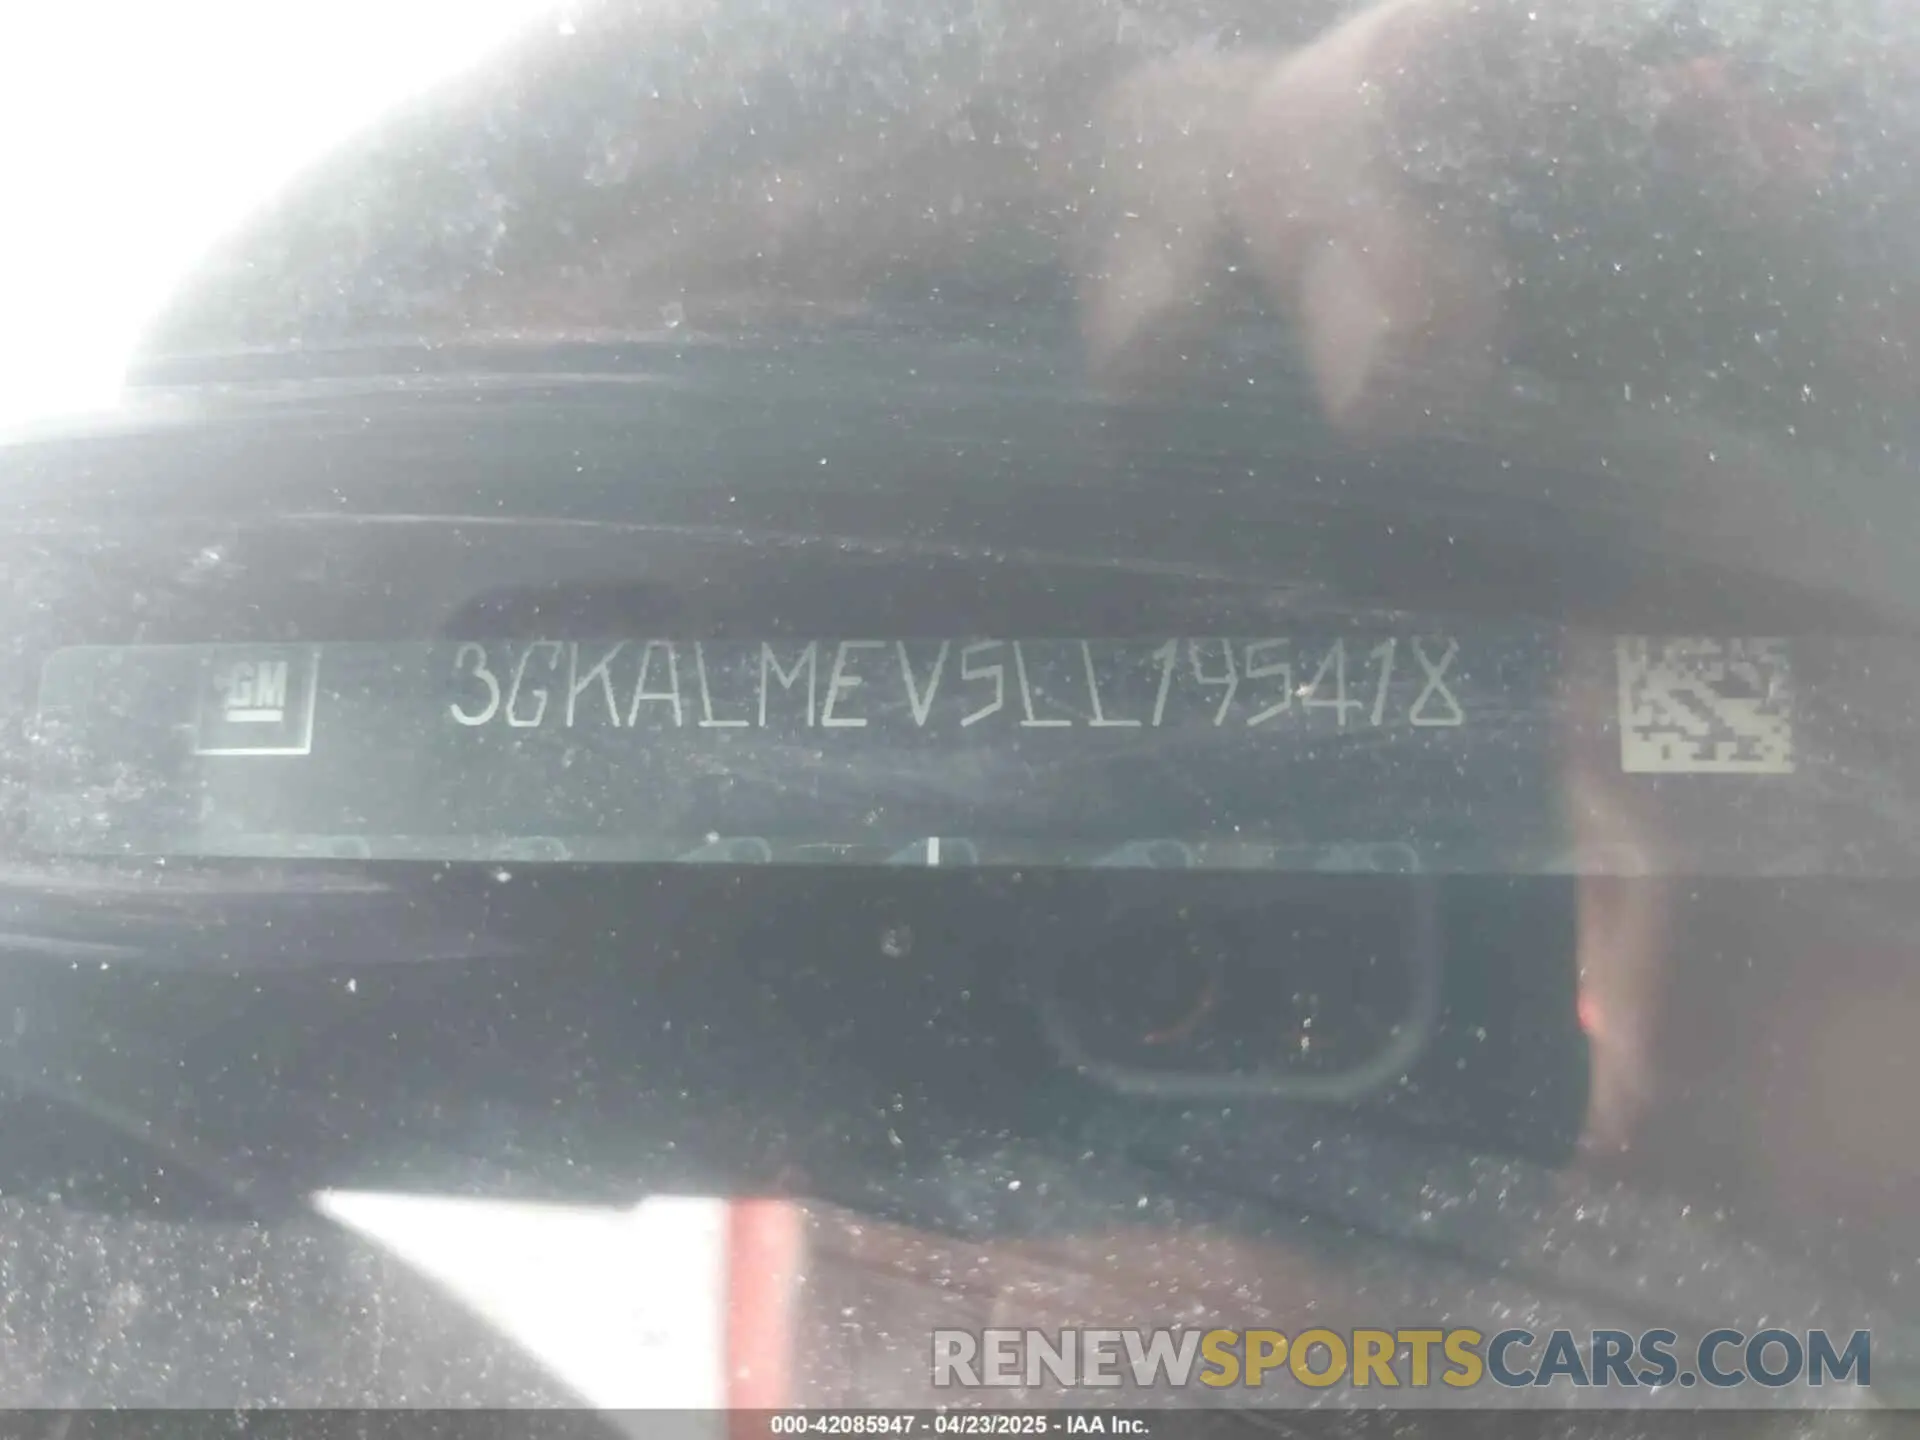 GM
3GKALMEV5LL195418
RENEWSPORTSCARS.COM
000-42085947 - 04/23/2025 - IAA Inc.